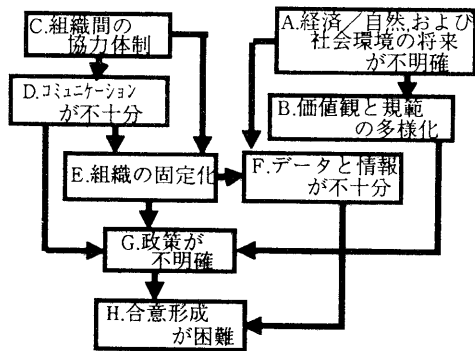 C.組織間の
協力体制
A.経済／自然,および
社会環境の将来
が不明確
D.ｺﾐｭﾆｹｰｼｮﾝ
が不十分
B.価値観と規範
の多様化
E.組織の固定化
F.データと情報
が不十分
G.政策が
不明確
H.合意形成
が困難